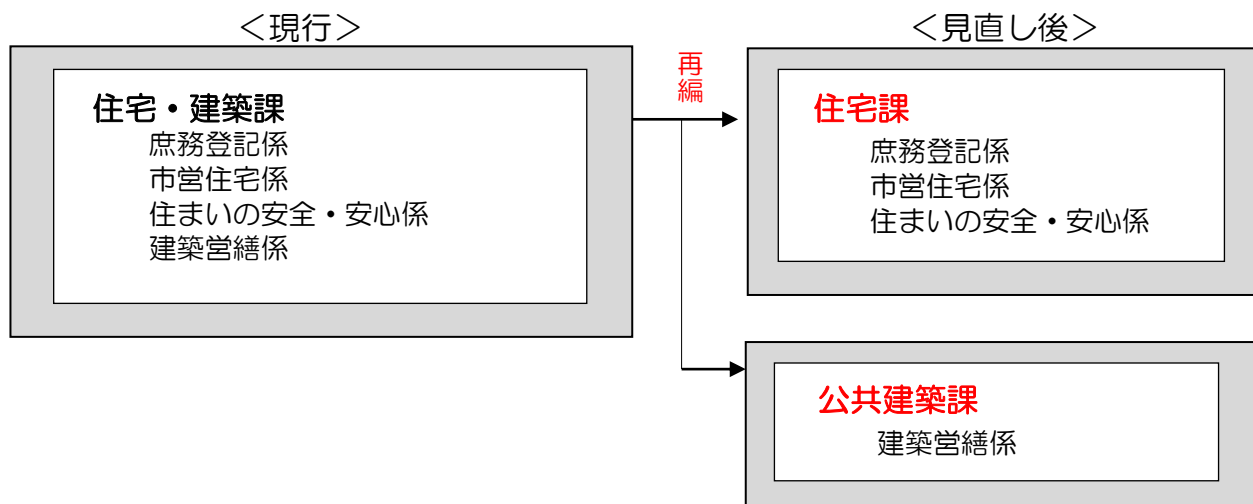 ＜現行＞
住宅・建築課
庶務登記係
市営住宅係
住まいの安全・安心係
建築営繕係
再編
＜見直し後＞
住宅課
庶務登記係
市営住宅係
住まいの安全・安心係
公共建築課
建築営繕係